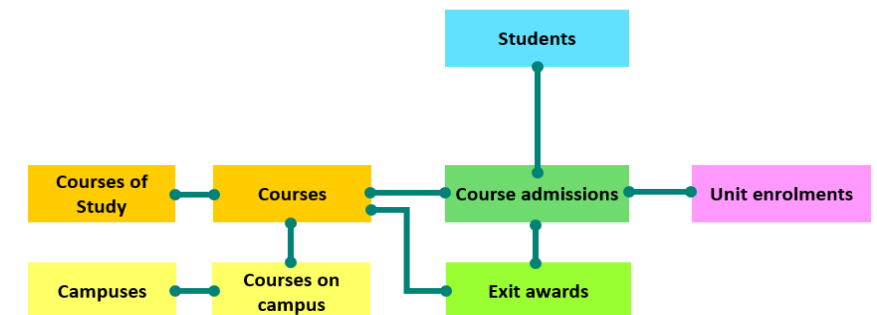 Students
Courses of
Study
Courses
Course admissions
Unit enrolments
Campuses
Courses on
campus
Exit awards